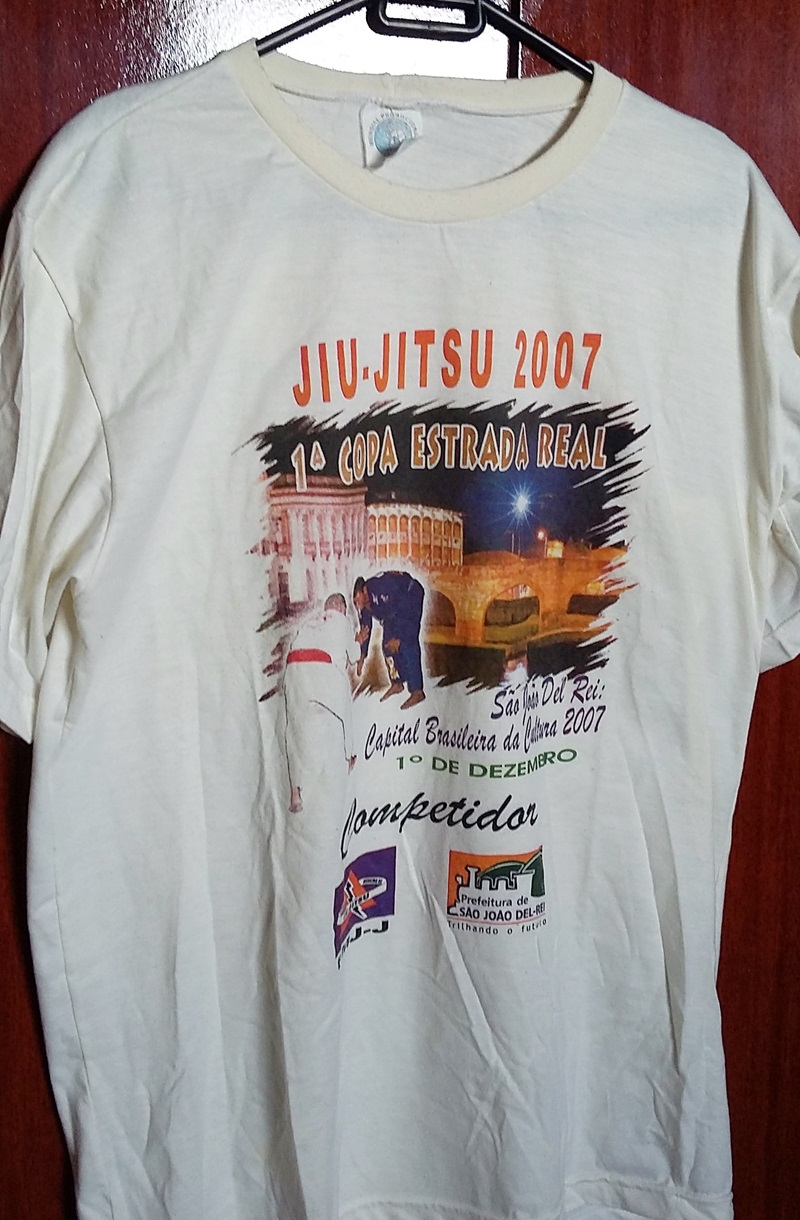 JIU-JITSU 2007
1ª COPA ESTRADA REAL
São João Del Rei:
Capital Brasileira da Cultura 2007
1º DE DEZEMBRO
Competidor
J-J
Prefeitura de
SÃO JOÃO DEL-REI
Trilhando o futuro